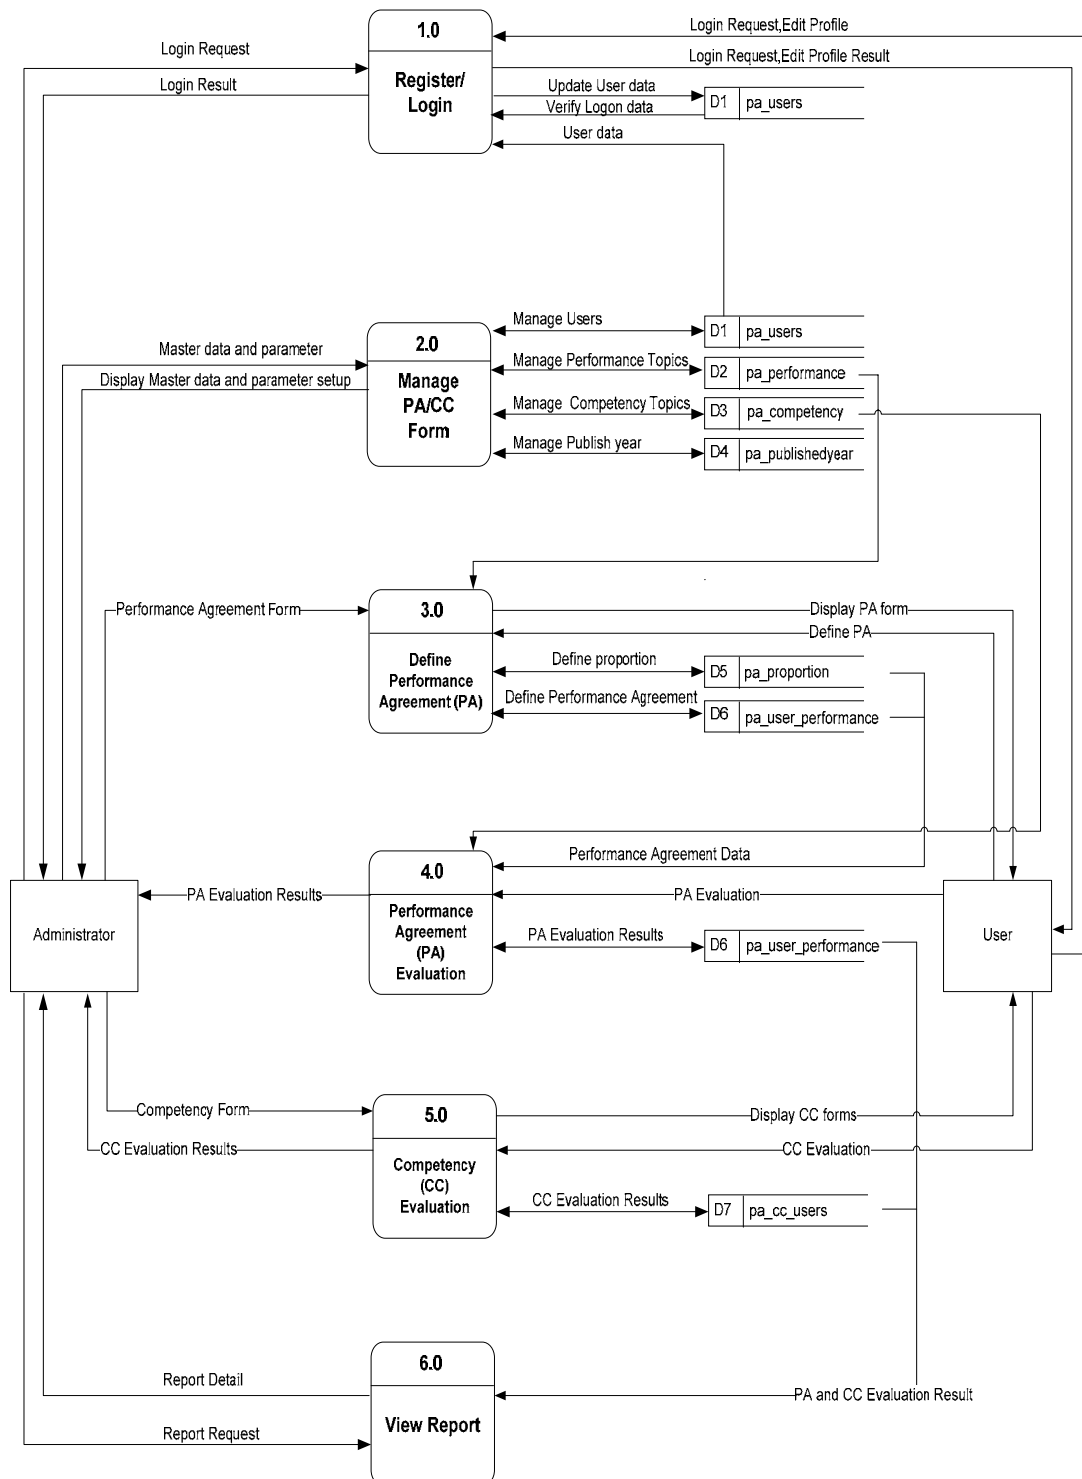 1.0
Register/
Login
Login Request
Login Result
Login Request,Edit Profile
Login Request,Edit Profile Result
Update User data
Verify Logon data
User data
D1 pa_users
2.0
Manage
PA/CC
Form
Master data and parameter
Display Master data and parameter setup
Manage Users
D1 pa_users
Manage Performance Topics
D2 pa_performance
Manage Competency Topics
D3 pa_competency
Manage Publish year
D4 pa_publishedyear
3.0
Define
Performance
Agreement (PA)
Performance Agreement Form
Display PA form
Define PA
Define proportion
D5 pa_proportion
Define Performance Agreement
D6 pa_user_performance
4.0
Performance
Agreement
(PA)
Evaluation
Performance Agreement Data
PA Evaluation Results
PA Evaluation
PA Evaluation Results
D6 pa_user_performance
Administrator
User
5.0
Competency
(CC)
Evaluation
Competency Form
CC Evaluation Results
Display CC forms
CC Evaluation
CC Evaluation Results
D7 pa_cc_users
6.0
View Report
Report Detail
Report Request
PA and CC Evaluation Result